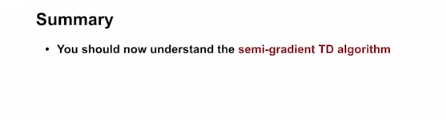 Summary
• You should now understand the semi-gradient TD algorithm